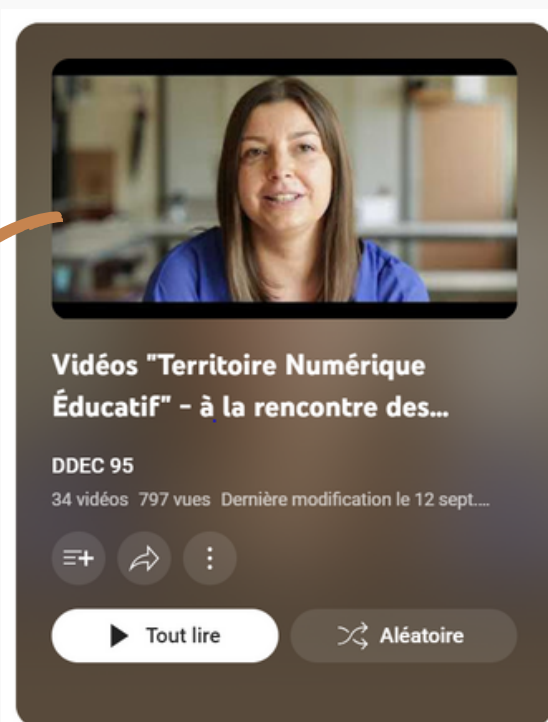 Vidéos "Territoire Numérique
Éducatif" – à la rencontre des...
DDEC 95
34 vidéos 797 vues Dernière modification le 12 sept....
Tout lire
Aléatoire